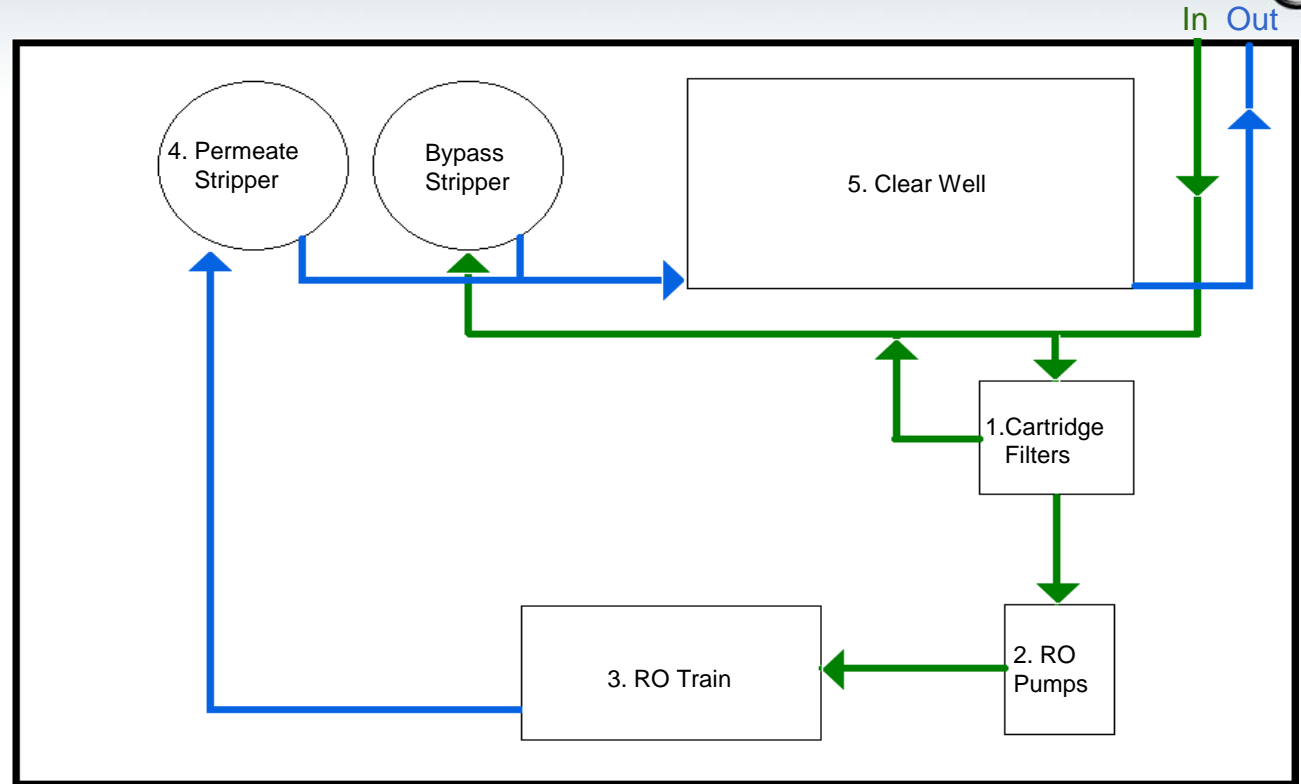 In Out
4. Permeate
Stripper
Bypass
Stripper
5. Clear Well
1.Cartridge
Filters
2. RO
Pumps
3. RO Train